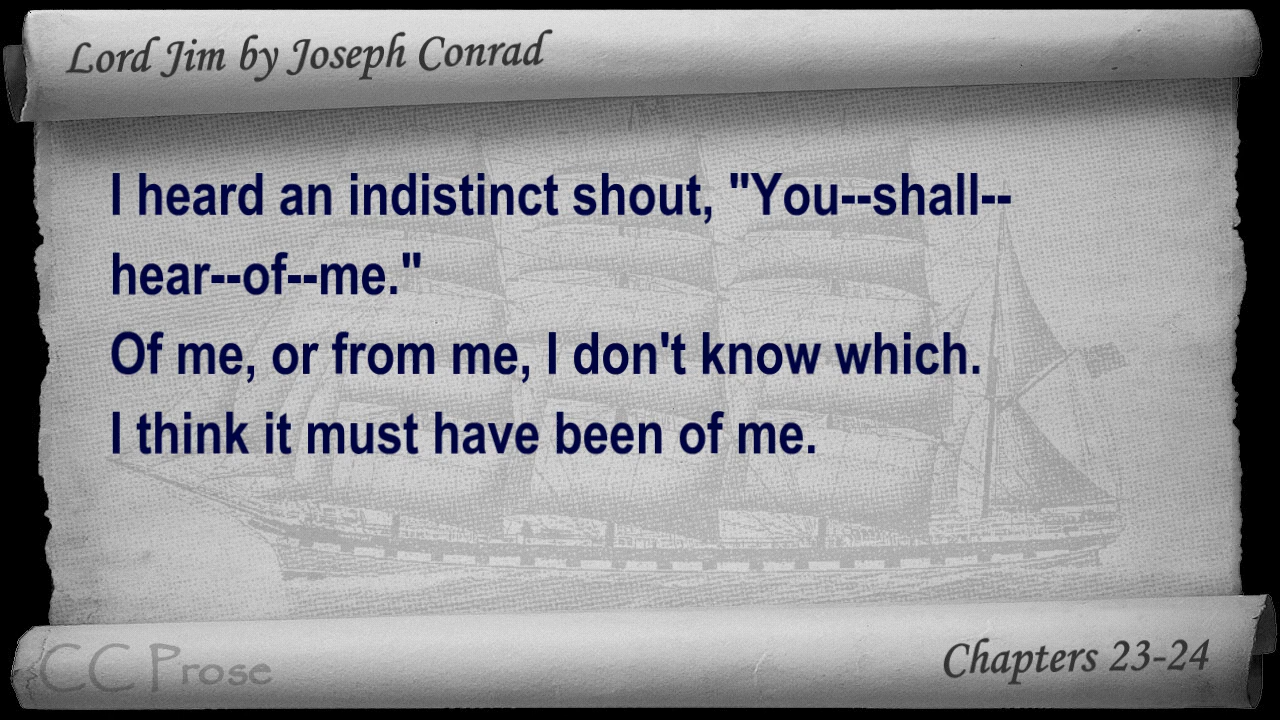 Lord Jim by Joseph Conrad
I heard an indistinct shout, "You--shall--
hear--of--me."
Of me, or from me, I don't know which.
I think it must have been of me.
CC Prose
Chapters 23-24